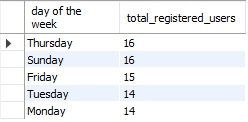 day of the week total_registered_users
Thursday 16
Sunday 16
Friday 15
Tuesday 14
Monday 14